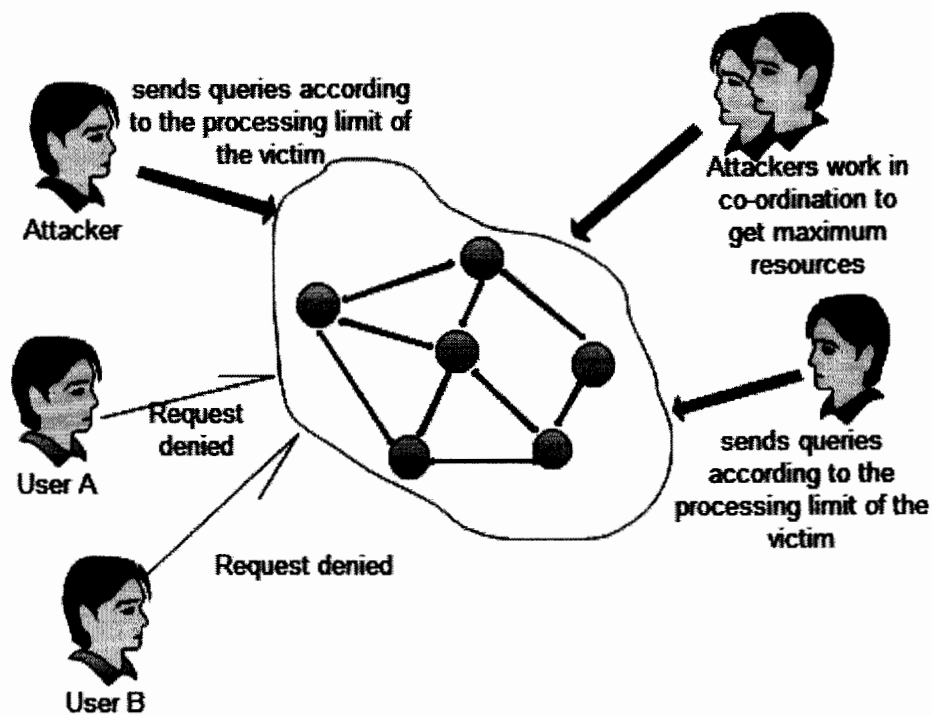 sends queries according
to the processing limit of
the victim
Attacker
Attackers work in
co-ordination to
get maximum
resources
Request
denied
User A
sends queries
according to the
processing limit of the
victim
Request denied
User B